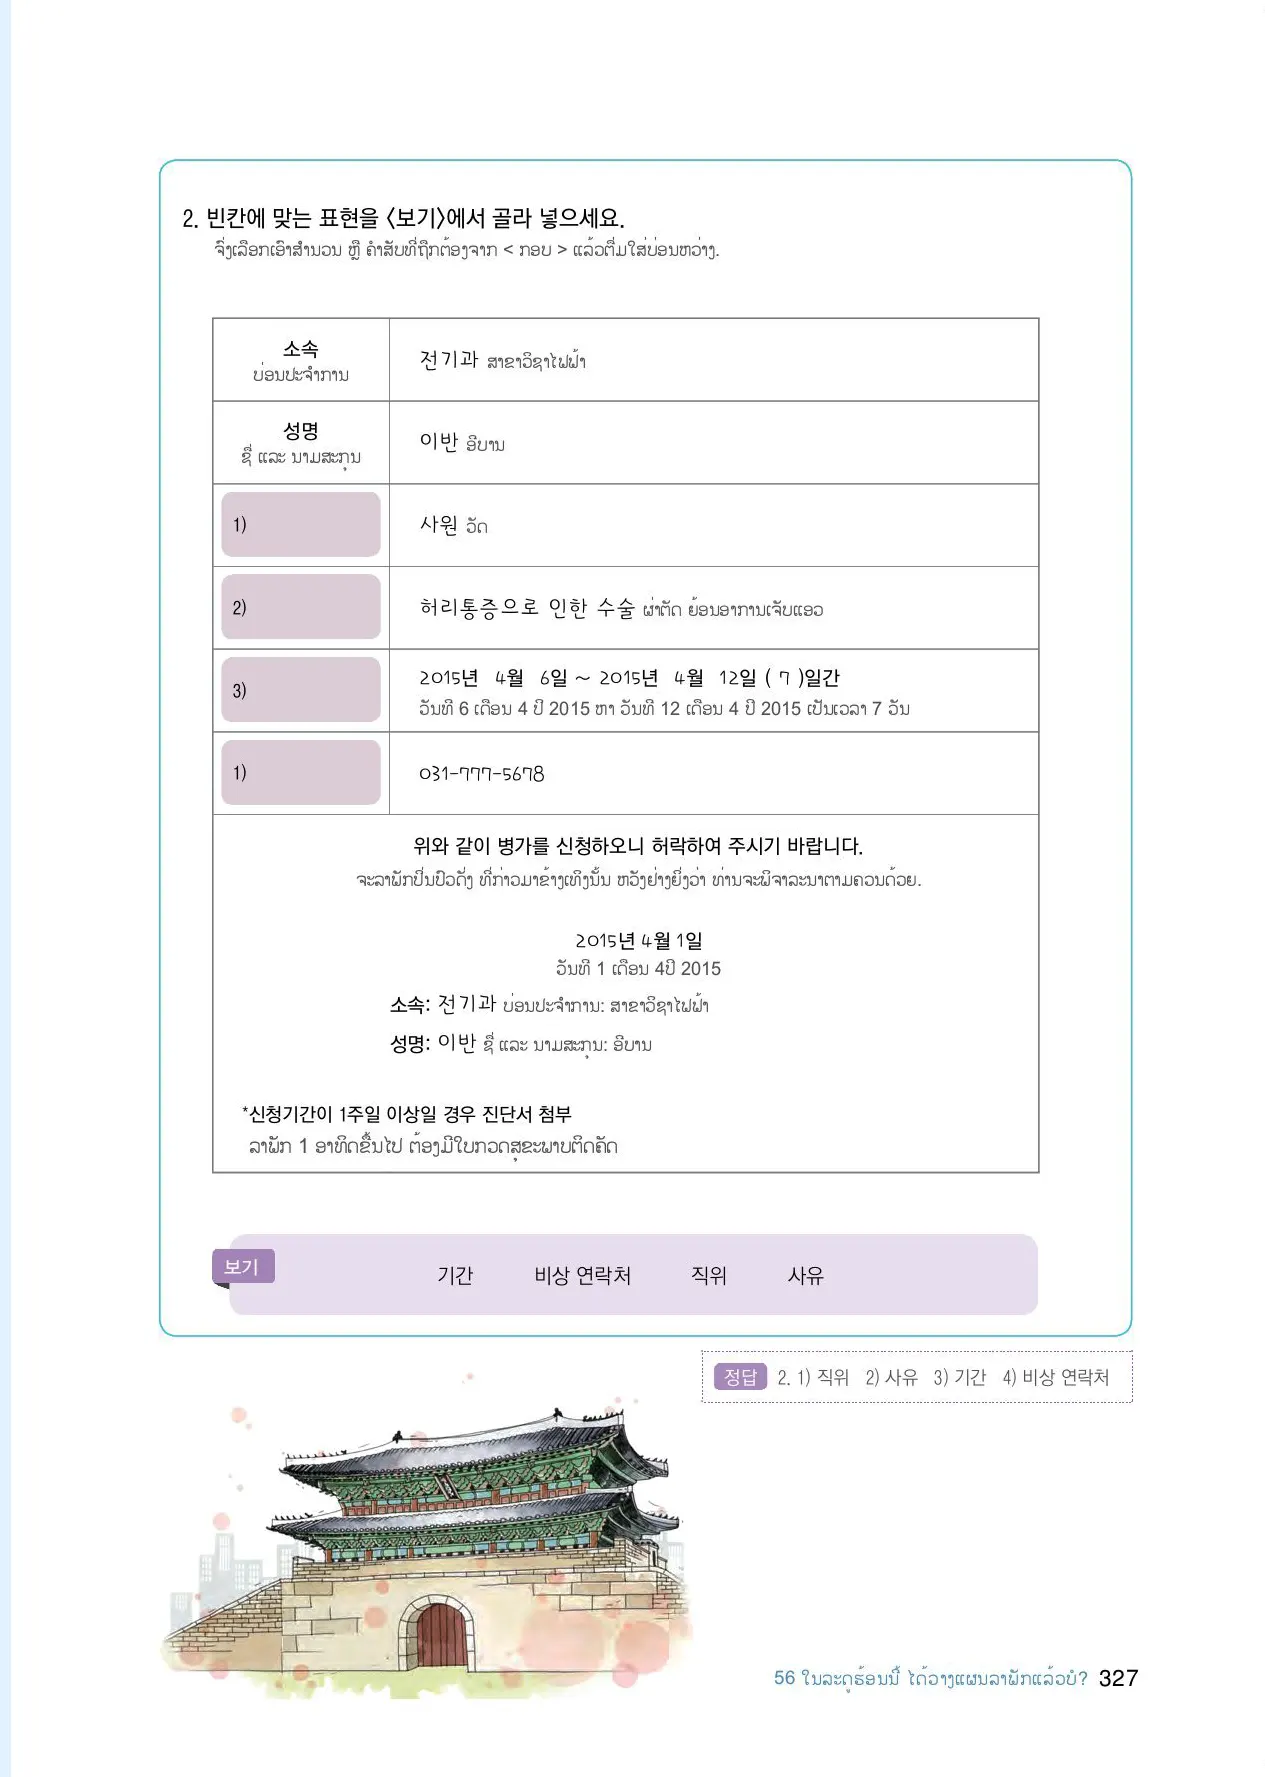 2. 빈칸에 맞는 표현을 <보기>에서 골라 넣으세요.
ຈົ່ງເລືອກເອົາສຳນວນ ຫຼື ຄຳສັບທີ່ຖືກຕ້ອງຈາກ < ກອບ > ແລ້ວຕື່ມໃສ່ບ່ອນຫວ່າງ.
소속
ບ່ອນປະຈຳການ
전기과 ສາຂາວິຊາໄຟຟ້າ
성명
ຊື່ ແລະ ນາມສະກຸນ
이반 ອີບານ
1)
사원 ວັດ
2)
허리통증으로 인한 수술 ຜ່າຕັດ ຍ້ອນອາການເຈັບແອວ
3)
2015년 4월 6일 ~ 2015년 4월 12일 ( 7 )일간
ວັນທີ 6 ເດືອນ 4 ປີ 2015 ຫາ ວັນທີ 12 ເດືອນ 4 ປີ 2015 ເປັນເວລາ 7 ວັນ
1)
031-777-5678
위와 같이 병가를 신청하오니 허락하여 주시기 바랍니다.
ຈະລາພັກປິ່ນປົວດັ່ງ ທີ່ກ່າວມາຂ້າງເທິງນັ້ນ ຫວັງຢ່າງຍິ່ງວ່າ ທ່ານຈະພິຈາລະນາຕາມຄວນດ້ວຍ.
2015년 4월 1일
ວັນທີ 1 ເດືອນ 4ປີ 2015
소속: 전기과 ບ່ອນປະຈຳການ: ສາຂາວິຊາໄຟຟ້າ
성명: 이반 ຊື່ ແລະ ນາມສະກຸນ: ອີບານ
*신청기간이 1주일 이상일 경우 진단서 첨부
ລາພັກ 1 ອາທິດຂຶ້ນໄປ ຕ້ອງມີໃບກວດສຸຂະພາບຕິດຄັດ
보기
기간 비상 연락처 직위 사유
정답 2. 1) 직위 2) 사유 3) 기간 4) 비상 연락처
56 ໃນລະດູຮ້ອນນີ້ ໄດ້ວາງແຜນລາພັກແລ້ວບໍ? 327